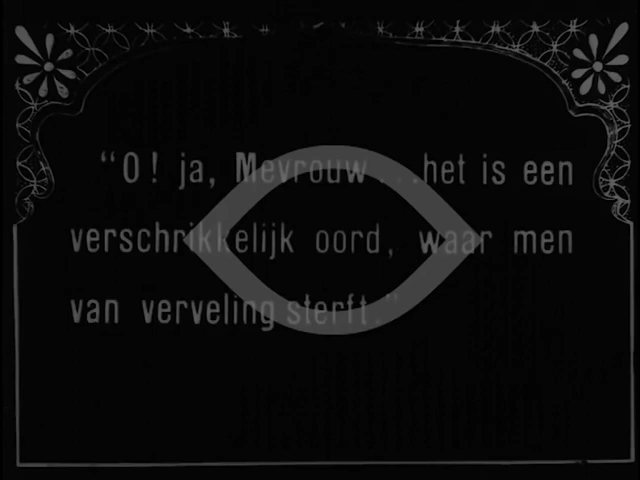 “O! ja, Mevrouw...het is een
verschrikkelijk oord, waar men
van verveling sterft.”